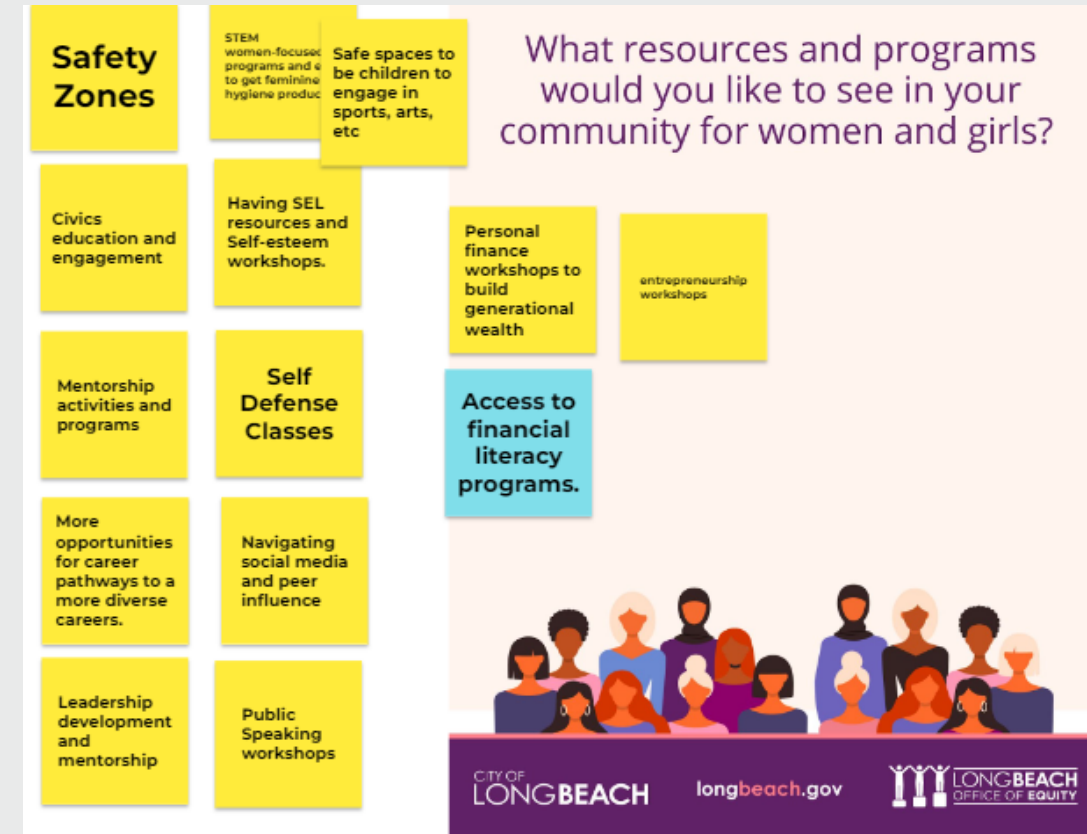 Safety
Zones
STEM
women-focused
programs and
to get feminine
hygiene
Safe spaces to
be children to
engage in
sports, arts,
etc
What resources and programs
would you like to see in your
community for women and girls?
Civics
education and
engagement
Having SEL
resources and
Self-esteem
workshops.
Personal
finance
workshops to
build
generational
wealth
entrepreneurship
workshops
Mentorship
activities and
programs
Self
Defense
Classes
Access to
financial
literacy
programs.
More
opportunities
for career
pathways to a
more diverse
careers.
Navigating
social media
and peer
influence
Leadership
development
and
mentorship
Public
Speaking
workshops
CITY OF
LONGBEACH
longbeach.gov
LONGBEACH
OFFICE OF EQUITY